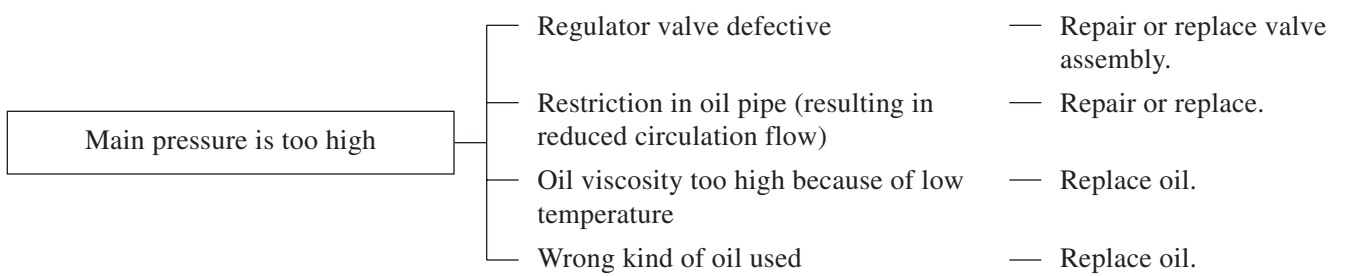 Main pressure is too high
Regulator valve defective
Repair or replace valve
assembly.
Restriction in oil pipe (resulting in
reduced circulation flow)
Repair or replace.
Oil viscosity too high because of low
temperature
Replace oil.
Wrong kind of oil used
Replace oil.